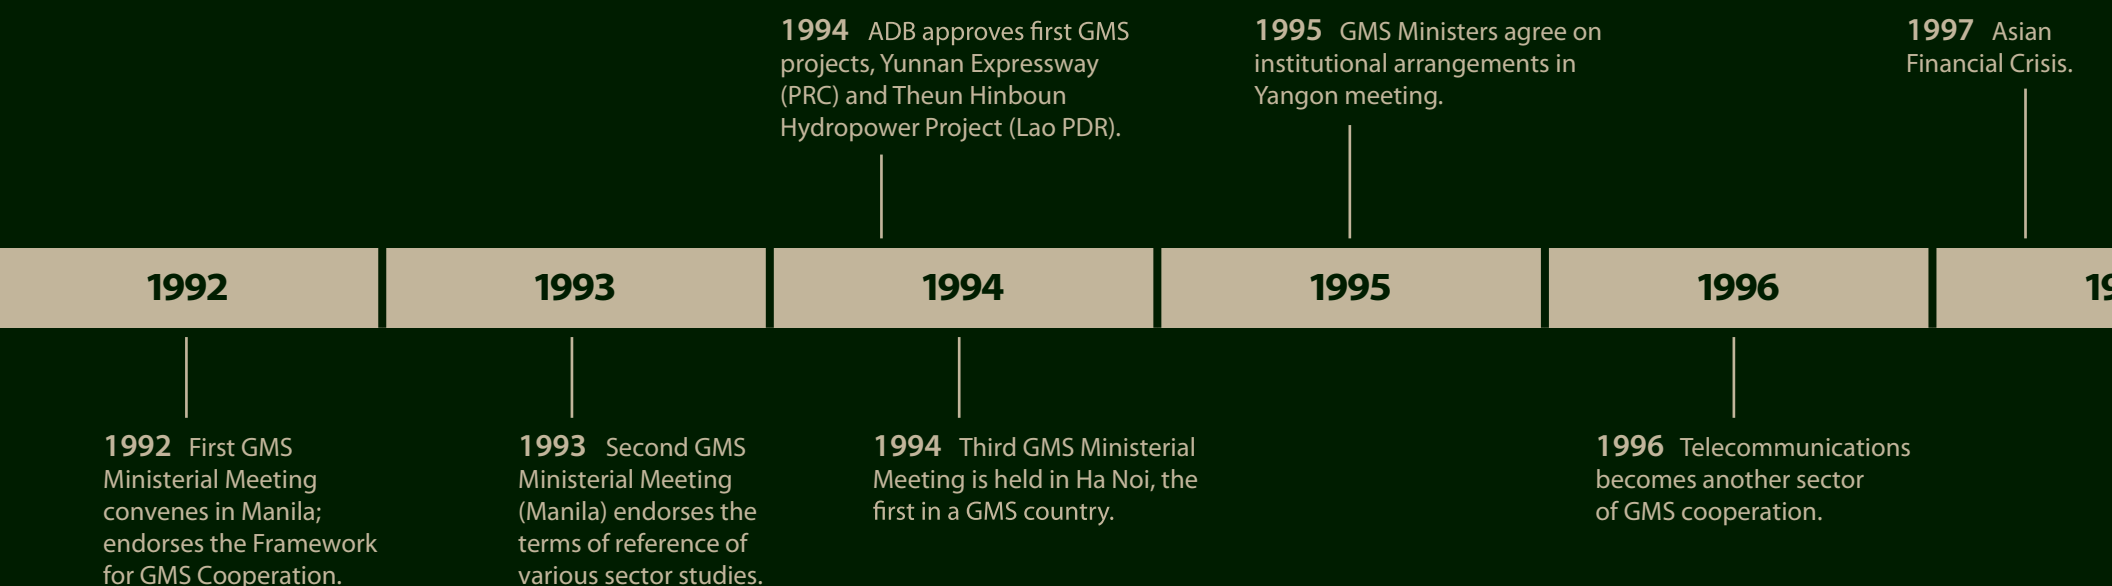 1994 ADB approves first GMS
projects, Yunnan Expressway
(PRC) and Theun Hinboun
Hydropower Project (Lao PDR).
1995 GMS Ministers agree on
institutional arrangements in
Yangon meeting.
1997 Asian
Financial Crisis.
1992
1993
1994
1995
1996
1992 First GMS
Ministerial Meeting
convenes in Manila;
endorses the Framework
for GMS Cooperation.
1993 Second GMS
Ministerial Meeting
(Manila) endorses the
terms of reference of
various sector studies.
1994 Third GMS Ministerial
Meeting is held in Ha Noi, the
first in a GMS country.
1996 Telecommunications
becomes another sector
of GMS cooperation.